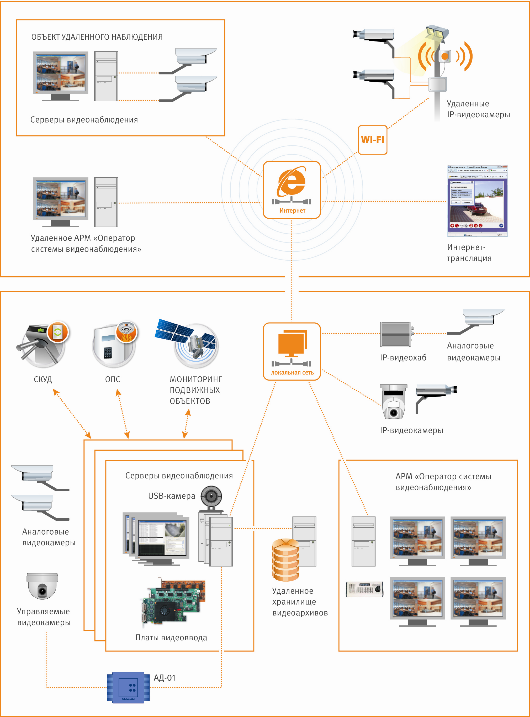 ОБЪЕКТ УДАЛЕННОГО НАБЛЮДЕНИЯ
Серверы видеонаблюдения
Удаленные
IP-видеокамеры
WI-FI
Интернет
Удаленное АРМ «Оператор
системы видеонаблюдения»
Интернет-
трансляция
СКУД
ОПС
МОНИТОРИНГ
ПОДВИЖНЫХ
ОБЪЕКТОВ
локальная сеть
IP-видеохаб
Аналоговые
видеокамеры
IP-видеокамеры
Серверы видеонаблюдения
USB-камера
АРМ «Оператор системы
видеонаблюдения»
Аналоговые
видеокамеры
Управляемые
видеокамеры
Платы видеоввода
Удаленное
хранилище
видеоархивов
АД-01